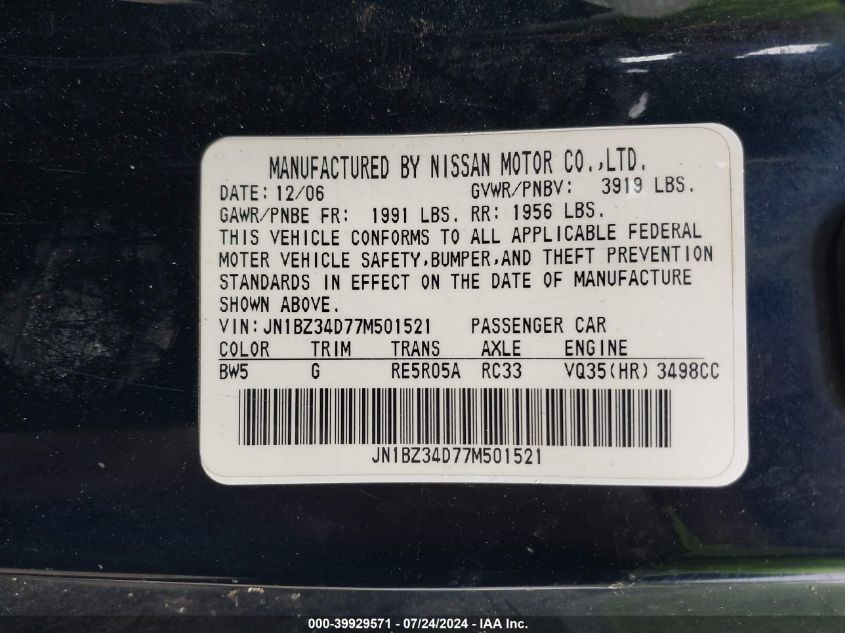 MANUFACTURED BY NISSAN MOTOR CO.,LTD.
DATE: 12/06 GVWR/PNBV: 3919 LBS.
GAWR/PNBE FR: 1991 LBS. RR: 1956 LBS.
THIS VEHICLE CONFORMS TO ALL APPLICABLE FEDERAL
MOTER VEHICLE SAFETY,BUMPER,AND THEFT PREVENTION
STANDARDS IN EFFECT ON THE DATE OF MANUFACTURE
SHOWN ABOVE.
VIN:JN1BZ34D77M501521 PASSENGER CAR
COLOR TRIM TRANS AXLE ENGINE
BW5 G RE5R05A RC33 VQ35(HR) 3498CC
JN1BZ34D77M501521
000-39929571 / 07/24/2024 - IAA Inc.